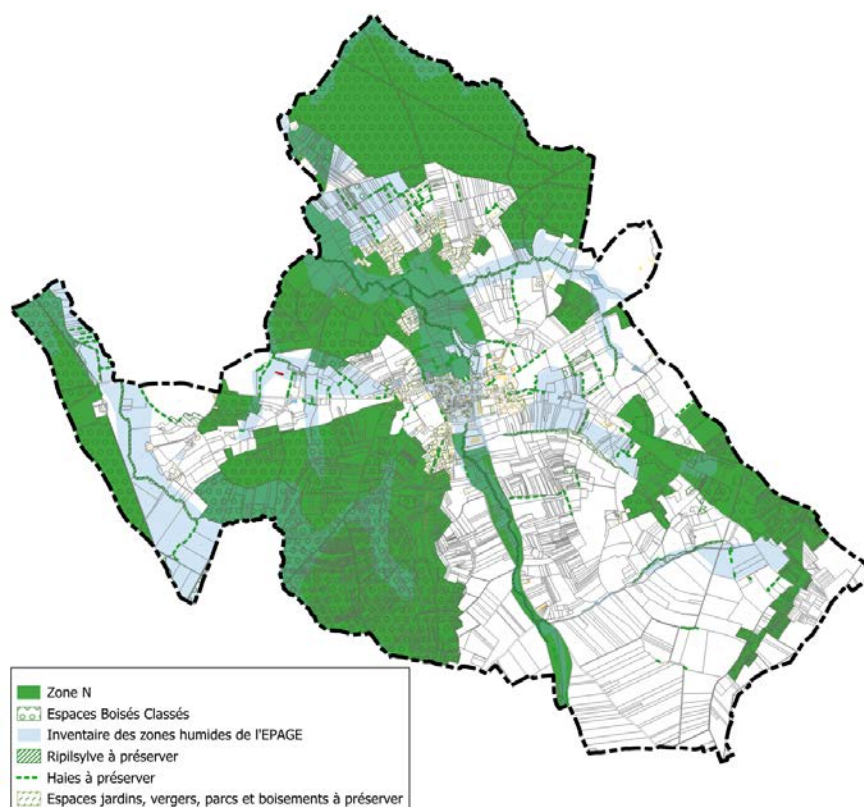 Zone N
Espaces Boisés Classés
Inventaire des zones humides de l'EPAGE
Ripilsylve à préserver
Haies à préserver
Espaces jardins, vergers, parcs et boisements à préserver